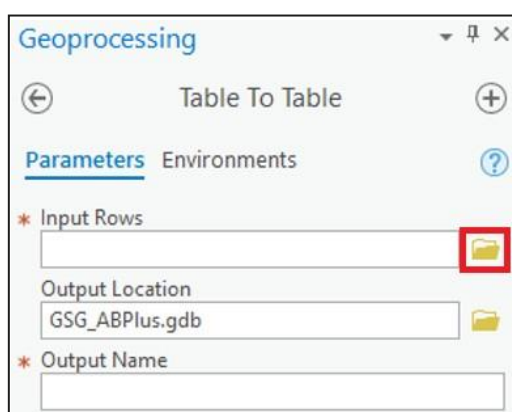 Geoprocessing
Table To Table
Parameters Environments
* Input Rows
Output Location
GSG_ABPlus.gdb
* Output Name